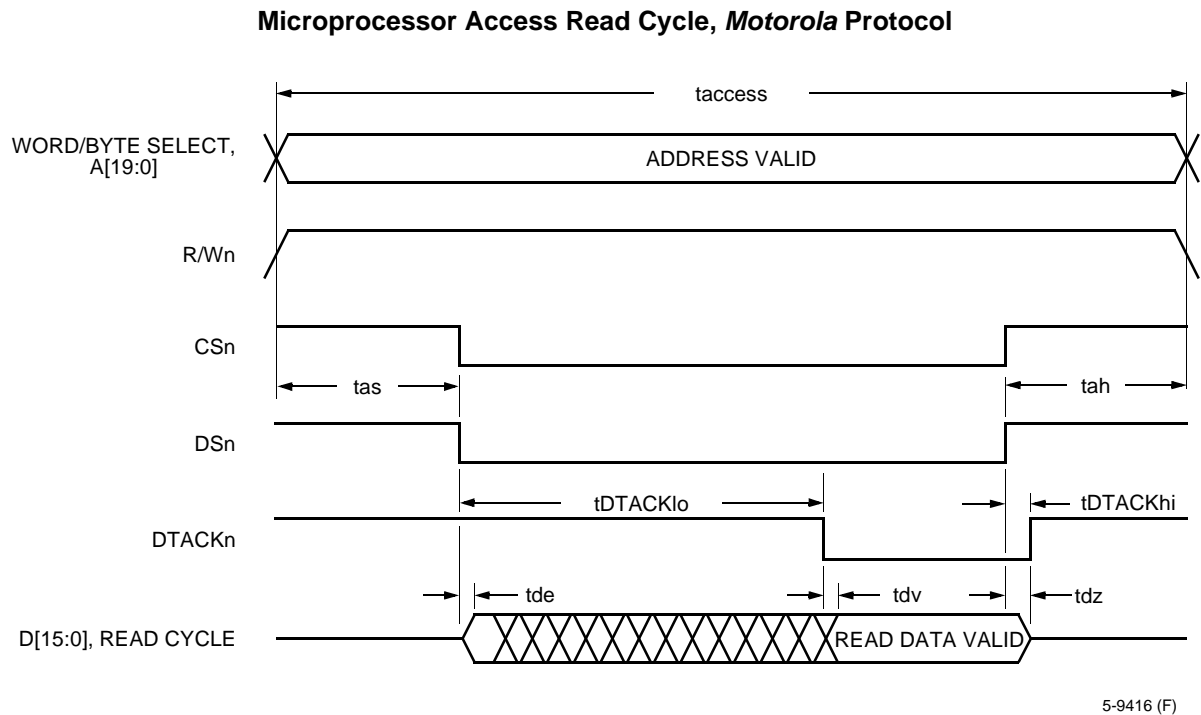 Microprocessor Access Read Cycle, Motorola Protocol
taccess
WORD/BYTE SELECT,
A[19:0]
ADDRESS VALID
R/Wn
CSn
tas
tah
DSn
tDTACKlo
tDTACKhi
DTACKn
tde
tdv
tdz
D[15:0], READ CYCLE
READ DATA VALID
5-9416 (F)